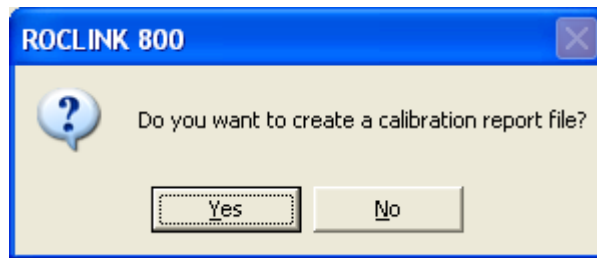 ROCLINK 800
Do you want to create a calibration report file?
Yes No